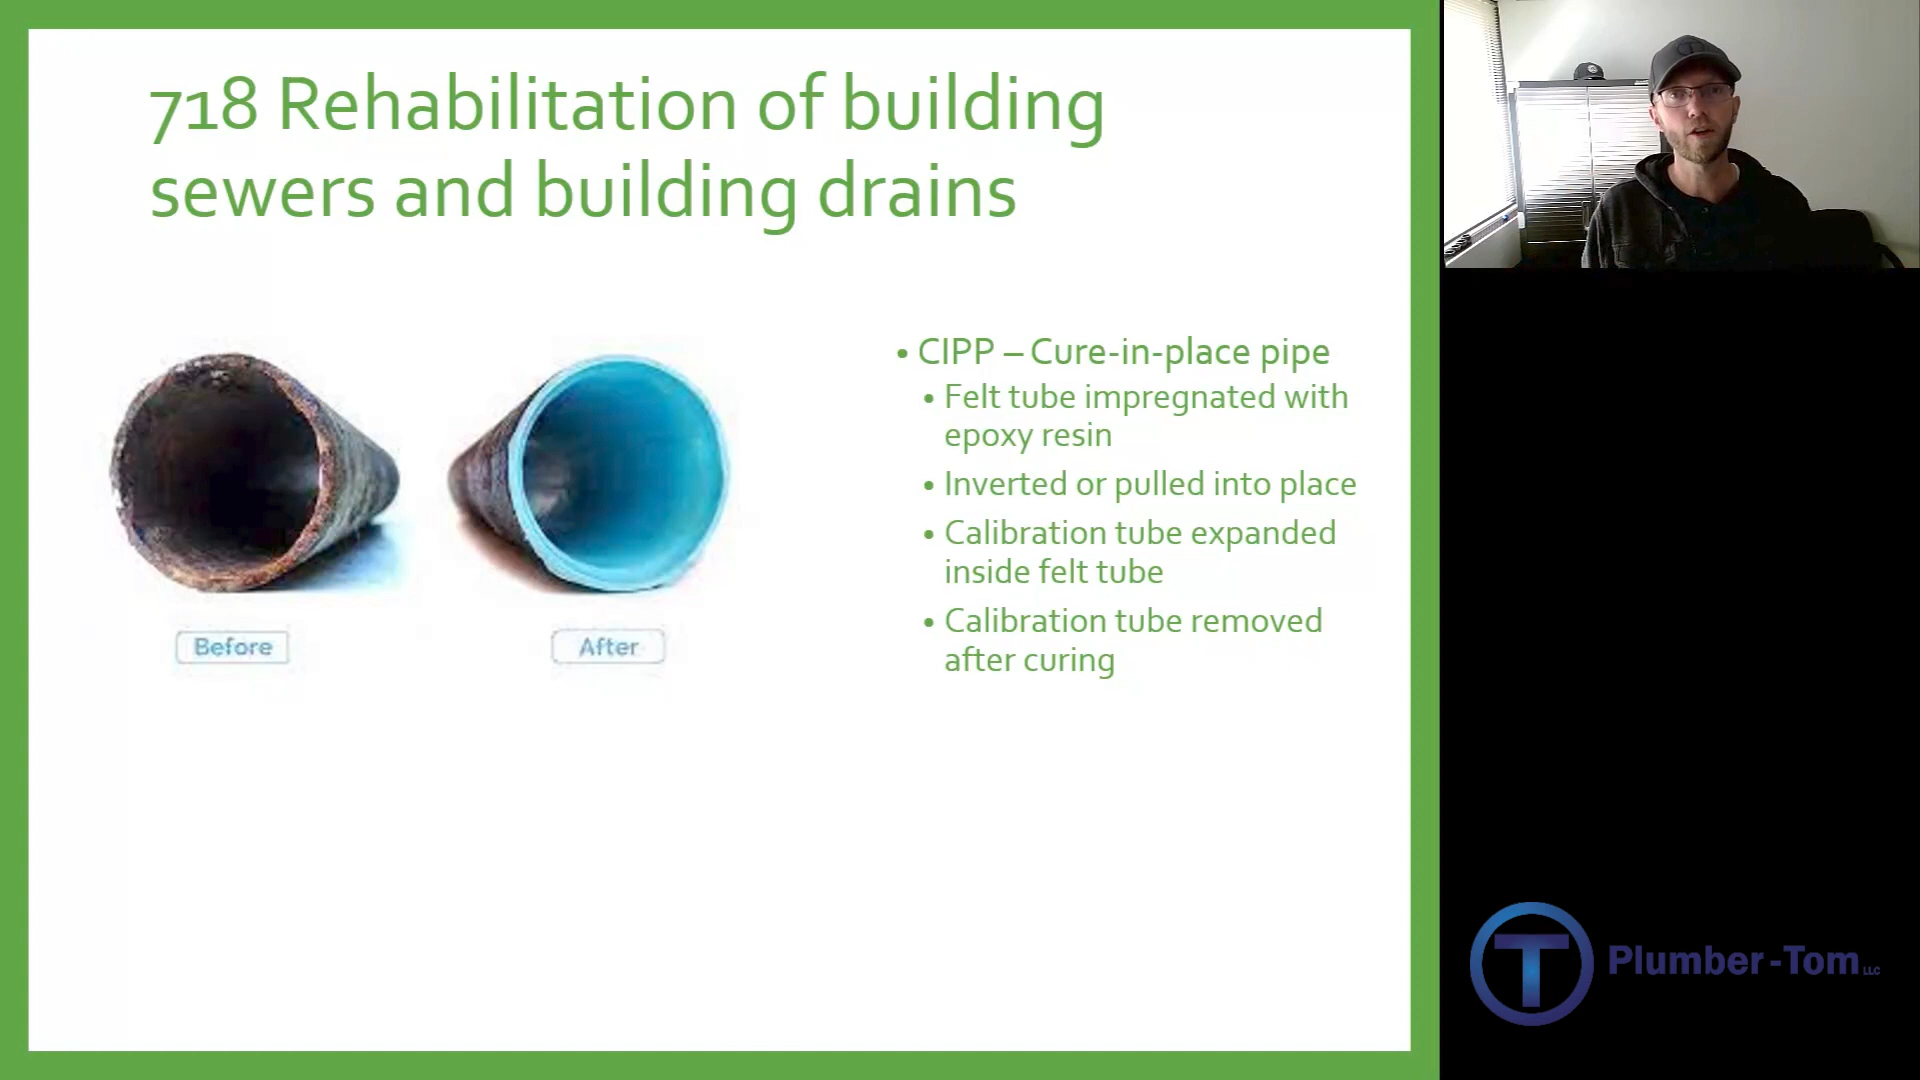 718 Rehabilitation of building
sewers and building drains
• CIPP – Cure-in-place pipe
• Felt tube impregnated with
epoxy resin
• Inverted or pulled into place
• Calibration tube expanded
inside felt tube
• Calibration tube removed
after curing
Before
After
T Plumber-Tom LLC